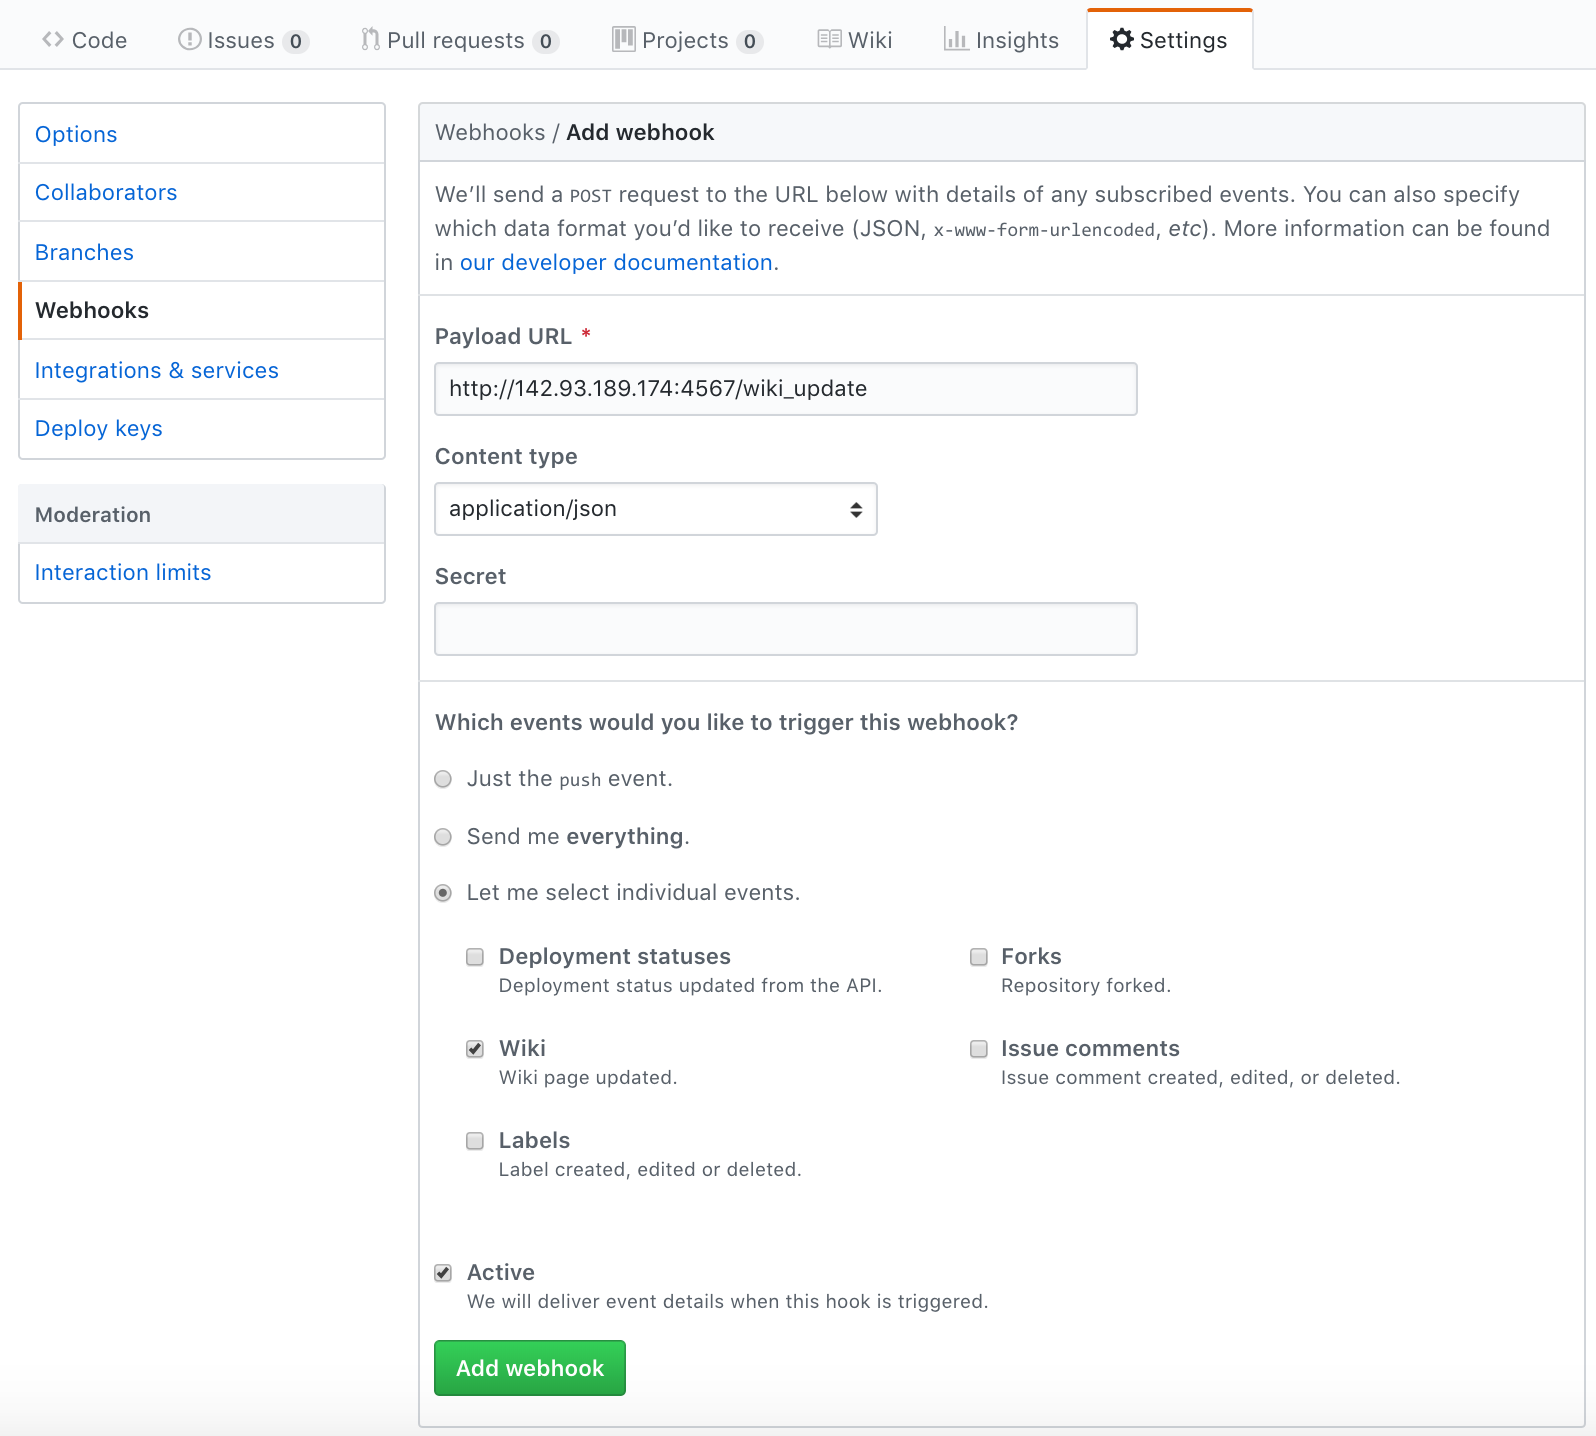 Code Issues 0 Pull requests 0 Projects 0 Wiki Insights Settings
Options
Collaborators
Branches
Webhooks
Integrations & services
Deploy keys
Moderation
Interaction limits
Webhooks / Add webhook
We’ll send a POST request to the URL below with details of any subscribed events. You can also specify
which data format you’d like to receive (JSON, x-www-form-urlencoded, etc). More information can be found
in our developer documentation.
Payload URL *
http://142.93.189.174:4567/wiki_update
Content type
application/json
Secret
Which events would you like to trigger this webhook?
Just the push event.
Send me everything.
Let me select individual events.
Deployment statuses
Deployment status updated from the API.
Forks
Repository forked.
Wiki
Wiki page updated.
Issue comments
Issue comment created, edited, or deleted.
Labels
Label created, edited or deleted.
Active
We will deliver event details when this hook is triggered.
Add webhook